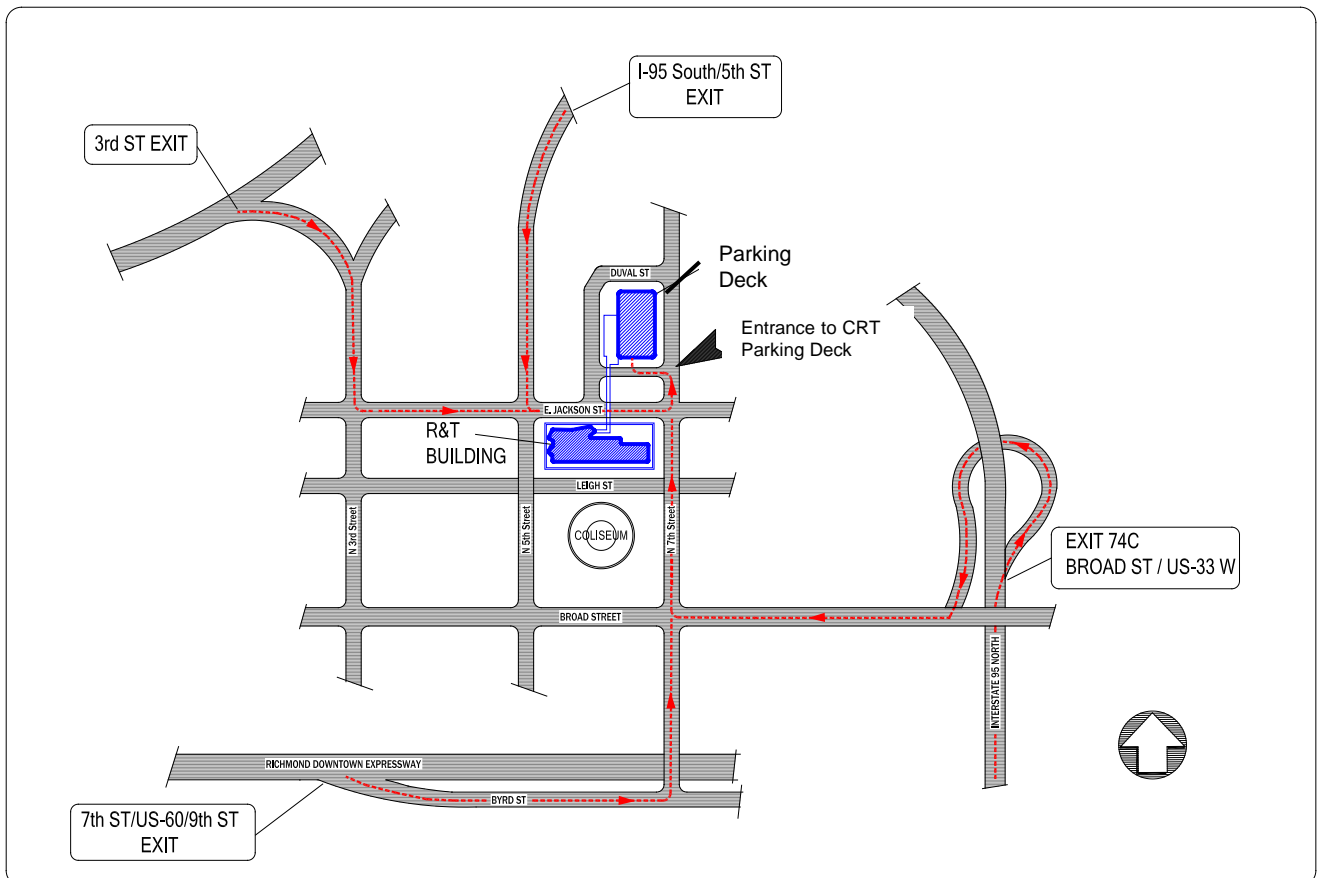 I-95 South/5th ST
EXIT
3rd ST EXIT
Parking
Deck
DUVAL ST
Entrance to CRT
Parking Deck
E. JACKSON ST
R&T
BUILDING
LEIGH ST
N 3rd Street
N 5th Street
COLISEUM
N 7th Street
EXIT 74C
BROAD ST / US-33 W
BROAD STREET
INTERSTATE 95 NORTH
RICHMOND DOWNTOWN EXPRESSWAY
BYRD ST
7th ST/US-60/9th ST
EXIT